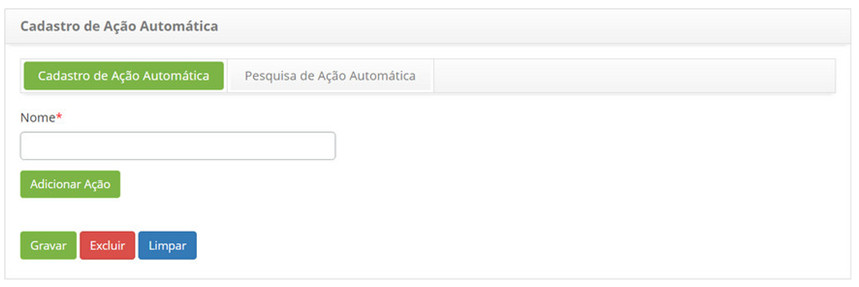 Cadastro de Ação Automática
Cadastro de Ação Automática Pesquisa de Ação Automática
Nome*
Adicionar Ação
Gravar Excluir Limpar